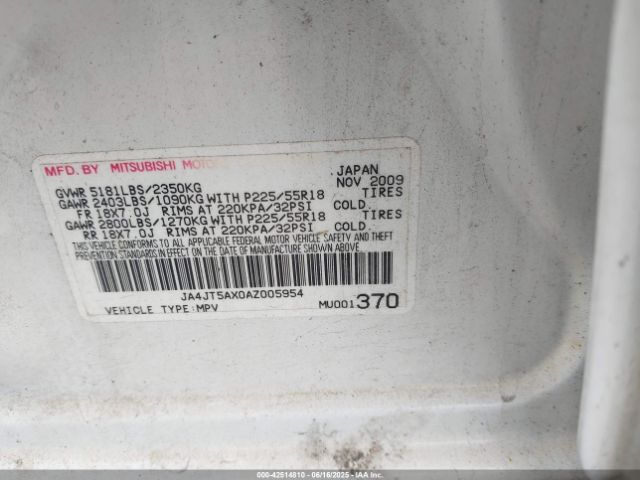 MFD. BY MITSUBISHI MOTOR JAPAN
GVWR 5181LBS/2350KG NOV 2009
GAWR 2403LBS/1090KG WITH P225/55R18 TIRES
FR 18X7.0J RIMS AT 220KPA/32PSI COLD.
GAWR 2800LBS/1270KG WITH P225/55R18 TIRES
RR 18X7.0J RIMS AT 220KPA/32PSI COLD.
THIS VEHICLE CONFORMS TO ALL APPLICABLE FEDERAL MOTOR VEHICLE SAFETY AND THEFT
PREVENTION STANDARDS IN EFFECT ON THE DATE OF MANUFACTURE SHOWN ABOVE.
JA4JT5AX0AZ005954
VEHICLE TYPE:MPV MU001370
000-42514810 - 06/16/2025 - IAA Inc.